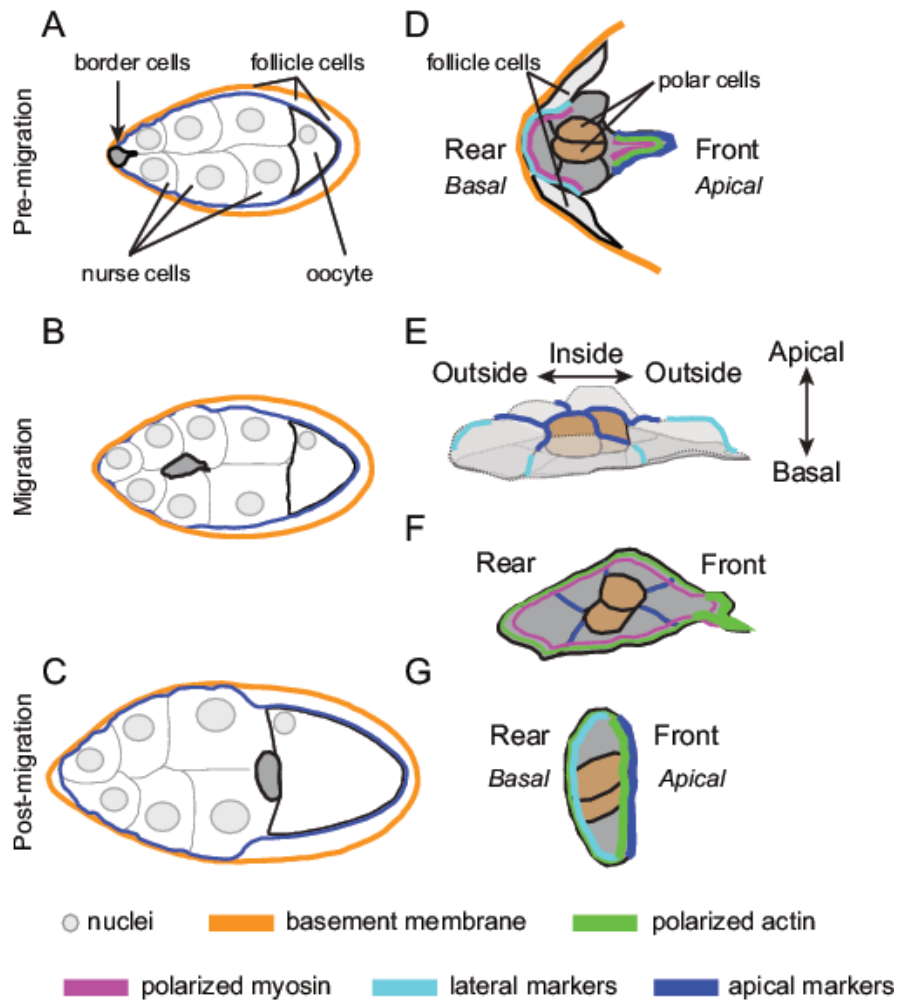 A
border cells
follicle cells
Pre-migration
nurse cells
oocyte
D
follicle cells
polar cells
Rear
Front
Basal
Apical
B
Migration
E
Inside
Outside
Outside
Apical
Basal
F
Rear
Front
C
Post-migration
G
Rear
Front
Basal
Apical
nuclei
basement membrane
polarized actin
polarized myosin
lateral markers
apical markers